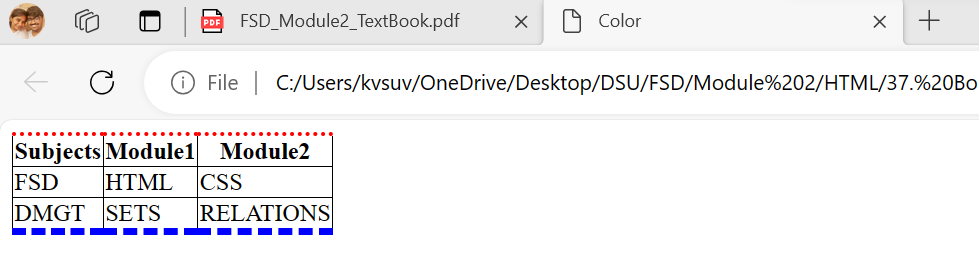 PDF
FSD_Module2_TextBook.pdf
Color
File
C:/Users/kvsuv/OneDrive/Desktop/DSU/FSD/Module%202/HTML/37.%20Bo
Subjects Module1 Module2
FSD HTML CSS
DMGT SETS RELATIONS